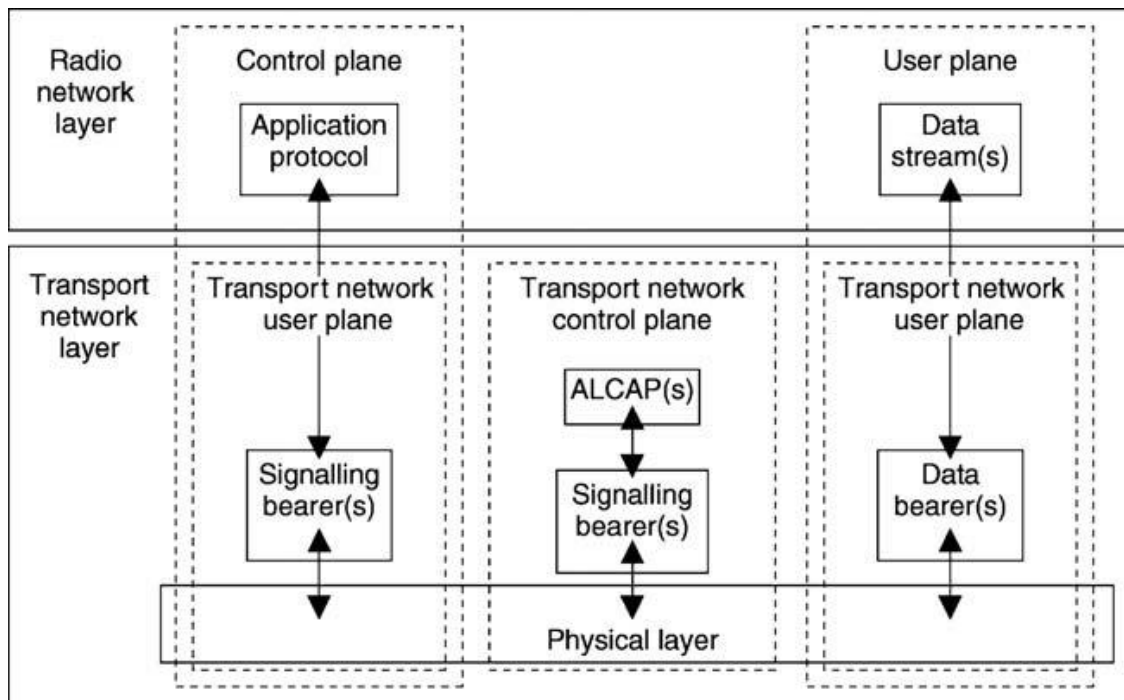 Radio
network
layer
Control plane
User plane
Application
protocol
Data
stream(s)
Transport
network
layer
Transport network
user plane
Transport network
control plane
Transport network
user plane
ALCAP(s)
Signalling
bearer(s)
Signalling
bearer(s)
Data
bearer(s)
Physical layer